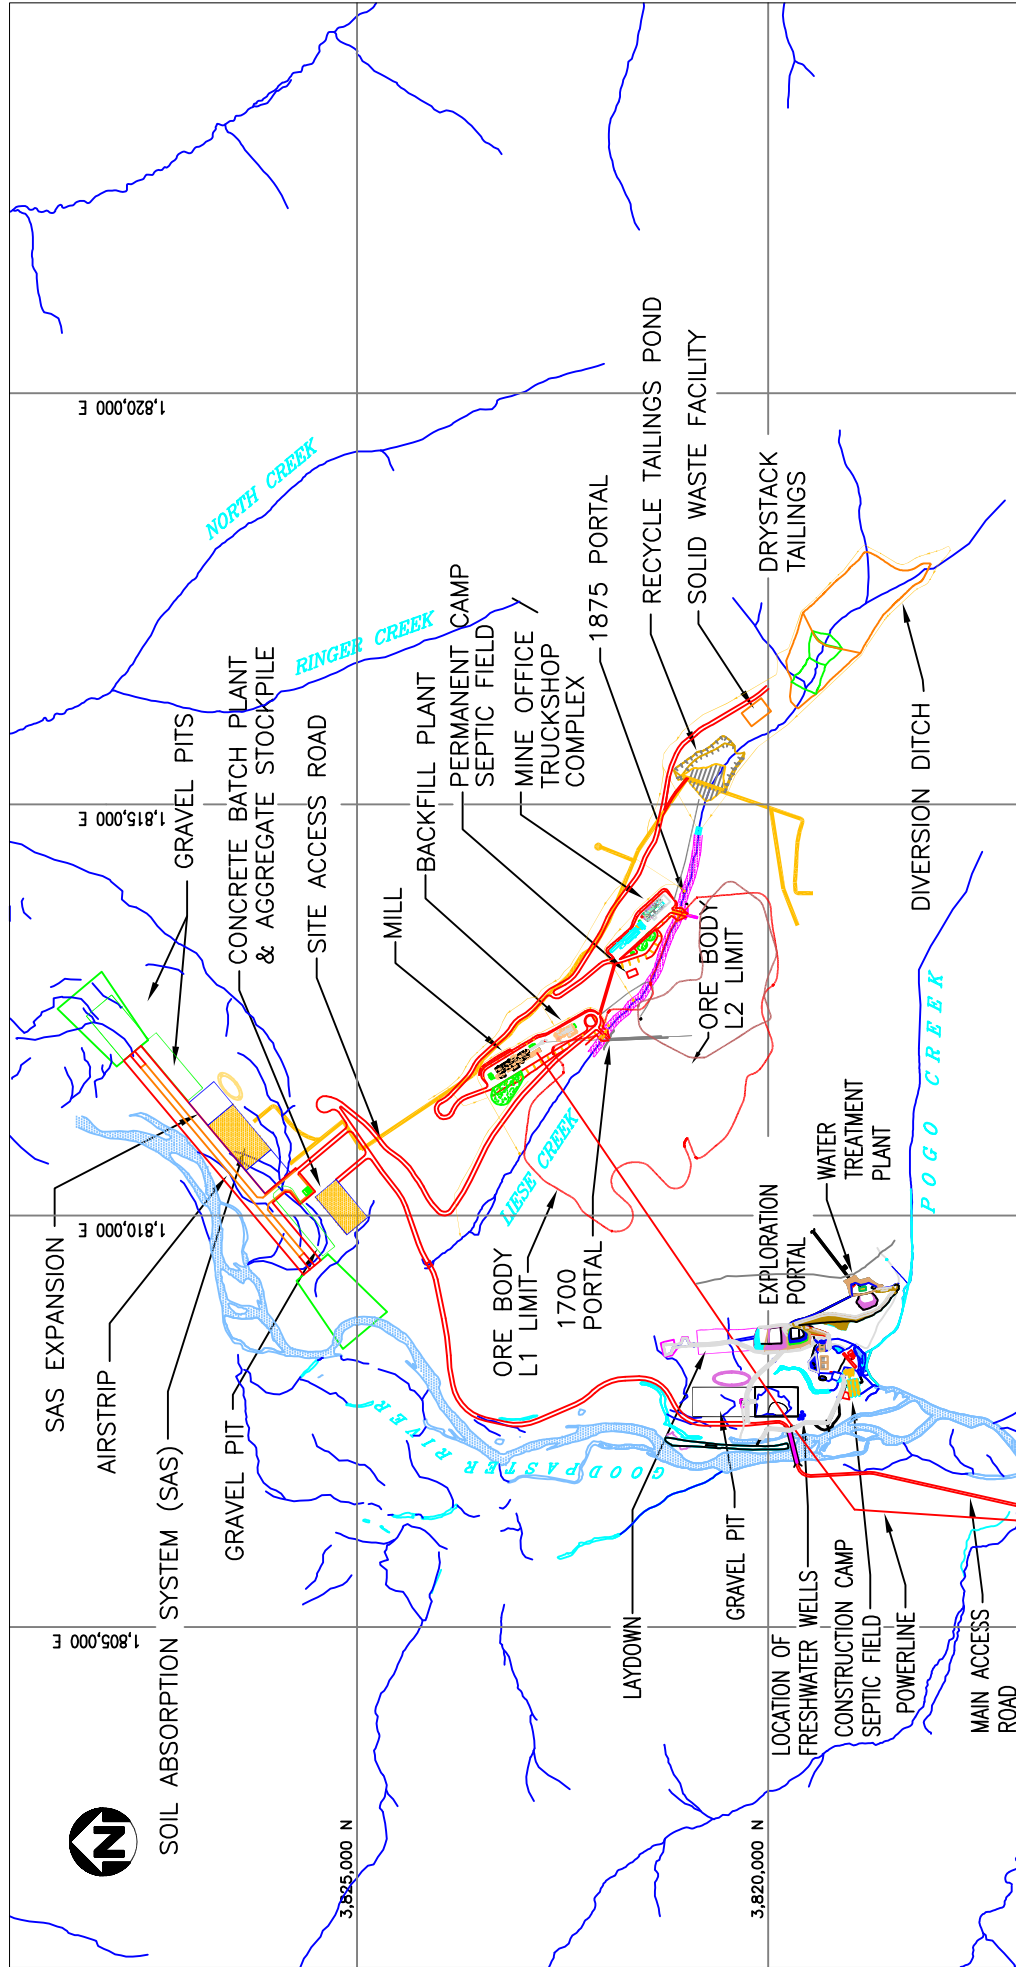 N
SAS EXPANSION
AIRSTRIP
SOIL ABSORPTION SYSTEM (SAS)
GRAVEL PIT
GRAVEL PITS
CONCRETE BATCH PLANT
& AGGREGATE STOCKPILE
SITE ACCESS ROAD
MILL
BACKFILL PLANT
PERMANENT CAMP
SEPTIC FIELD
MINE OFFICE
TRUCKSHOP
COMPLEX
1875 PORTAL
RECYCLE TAILINGS POND
SOLID WASTE FACILITY
DRYSTACK
TAILINGS
DIVERSION DITCH
NORTH CREEK
RINGER CREEK
LIESE CREEK
POGO CREEK
GOODPASTER RIVER
ORE BODY
L2 LIMIT
ORE BODY
L1 LIMIT
1700
PORTAL
EXPLORATION
PORTAL
WATER
TREATMENT
PLANT
LAYDOWN
GRAVEL PIT
LOCATION OF
FRESHWATER WELLS
CONSTRUCTION CAMP
SEPTIC FIELD
POWERLINE
MAIN ACCESS
ROAD
3,825,000 N
3,820,000 N
1,805,000 E
1,810,000 E
1,815,000 E
1,820,000 E